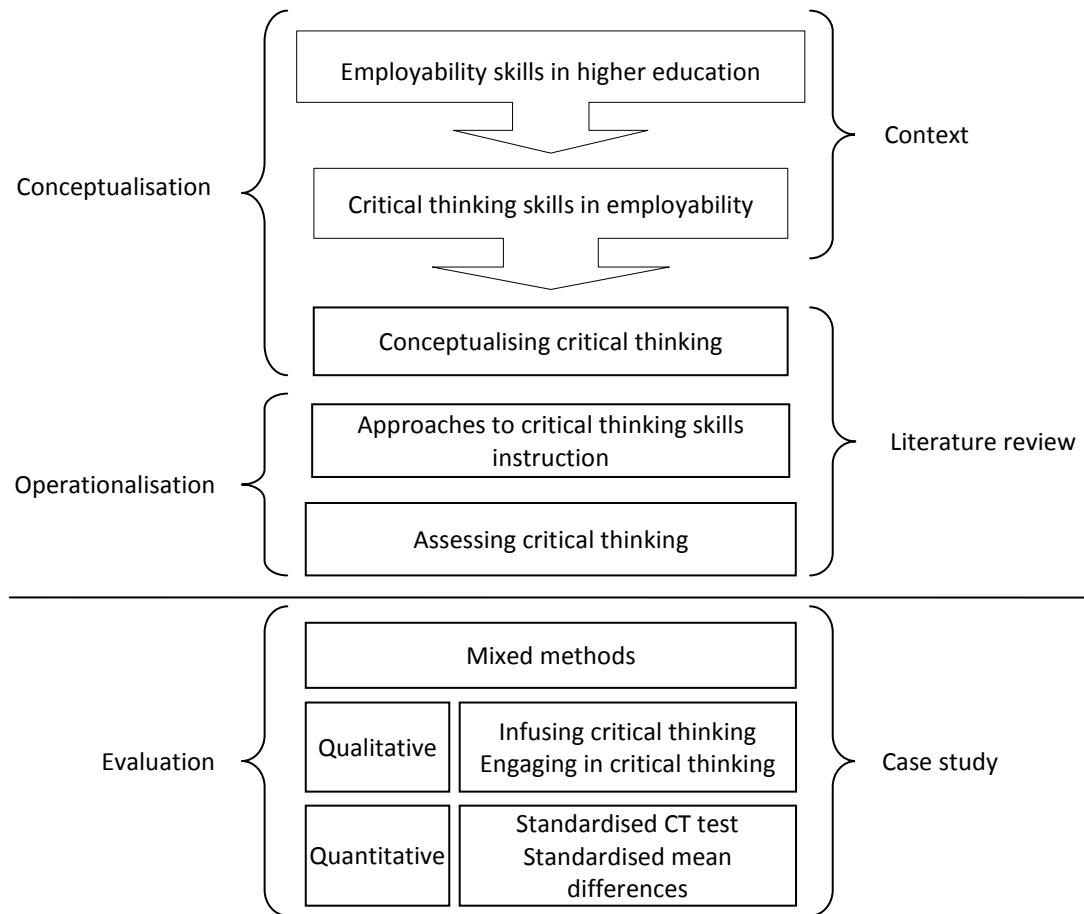 Employability skills in higher education
Context
Conceptualisation
Critical thinking skills in employability
Conceptualising critical thinking
Approaches to critical thinking skills
instruction
Literature review
Operationalisation
Assessing critical thinking
Mixed methods
Evaluation
Qualitative
Infusing critical thinking
Engaging in critical thinking
Case study
Quantitative
Standardised CT test
Standardised mean
differences